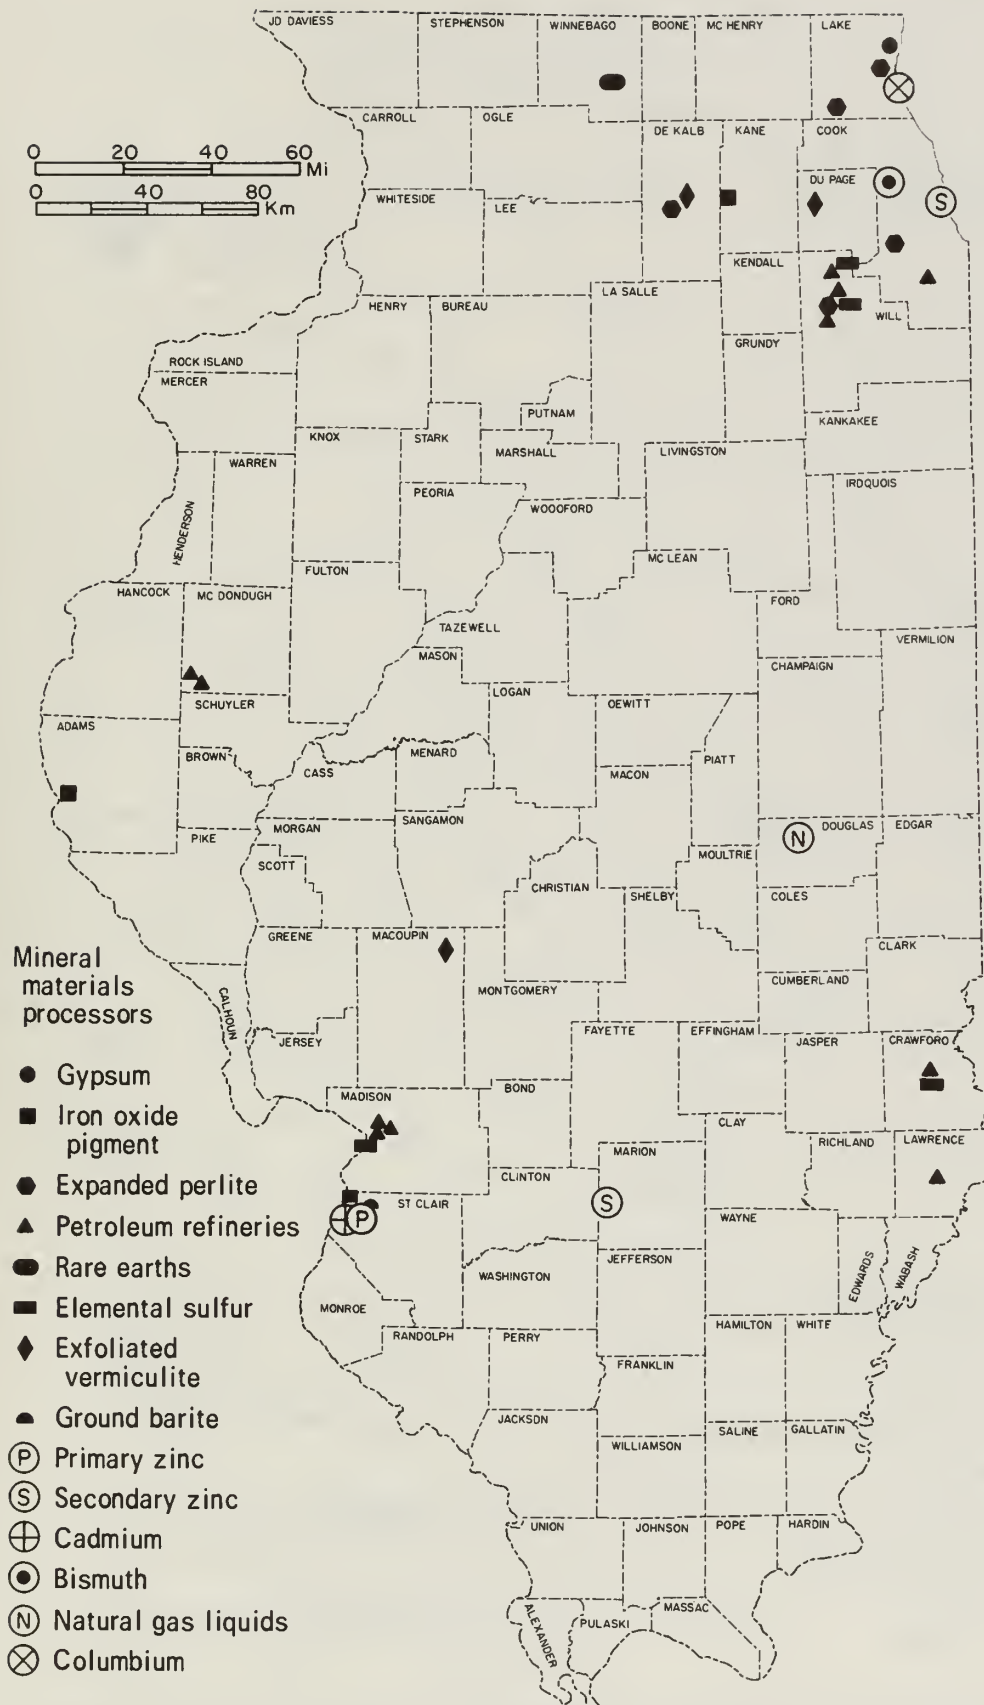 JD DAVIESS
STEPHENSON
WINNEBAGO
BOONE
MC HENRY
LAKE
CARROLL
OGLE
DE KALB
KANE
COOK
0 20 40 60
Mi
0 40 80
Km
DU PAGE
S
WHITESIDE
LEE
KENDALL
HENRY
BUREAU
LA SALLE
WILL
GRUNDY
ROCK ISLAND
MERCER
PUTNAM
KANKAKEE
KNOX
STARK
MARSHALL
LIVINGSTON
WARREN
IRDQUOIS
PEORIA
WOODFORD
HENDERSON
MC LEAN
FULTON
HANCOCK
MC DONDUGH
FORD
TAZEWELL
VERMILION
MASON
CHAMPAIGN
LOGAN
SCHUYLER
OEWITT
ADAMS
MENARD
BROWN
CASS
PIATT
MACON
SANGAMON
DOUGLAS
EDGAR
MORGAN
N
PIKE
MOULTRIE
SCOTT
CHRISTIAN
SHELBY
COLES
GREENE
MACOUPIN
CLARK
CUMBERLAND
MONTGOMERY
CALHOUN
FAYETTE
EFFINGHAM
JERSEY
JASPER
CRAWFORO
BOND
MADISON
CLAY
RICHLAND
LAWRENCE
MARION
CLINTON
ST CLAIR
S
P
WAYNE
JEFFERSON
WASHINGTON
EDWARDS
WABASH
MONROE
HAMILTON
WHITE
RANDOLPH
PERRY
FRANKLIN
JACKSDN
SALINE
GALLATIN
WILLIAMSON
UNION
JOHNSON
POPE
HARDIN
MASSAC
ALEXANDER
PULASKI
Mineral
materials
processors
Gypsum
Iron oxide
pigment
Expanded perlite
Petroleum refineries
Rare earths
Elemental sulfur
Exfoliated
vermiculite
Ground barite
P Primary zinc
S Secondary zinc
Cadmium
Bismuth
N Natural gas liquids
Columbium